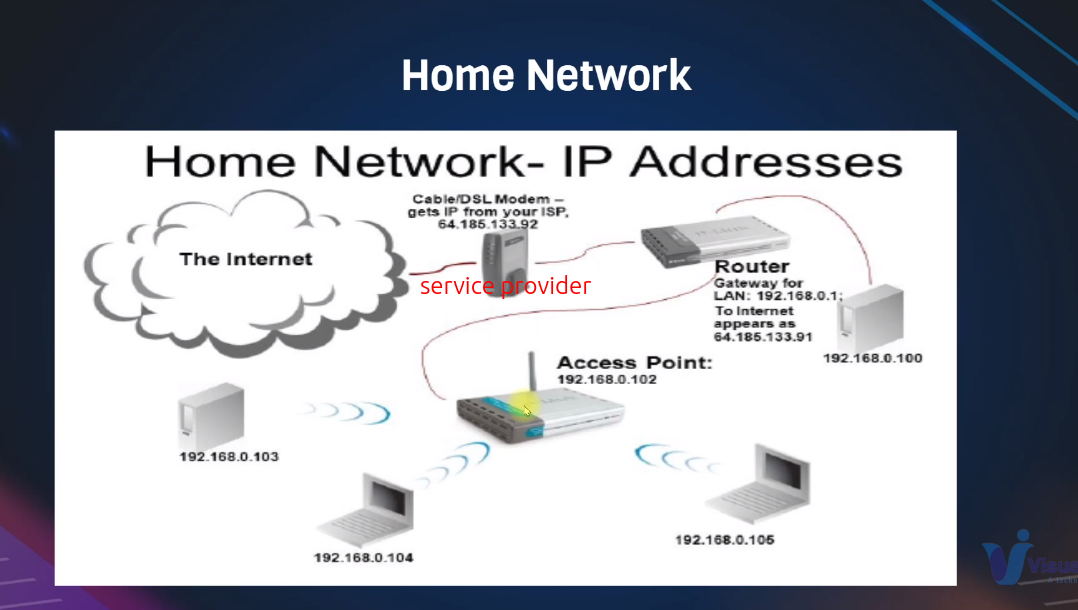 Home Network
Home Network- IP Addresses
Cable/DSL Modem –
gets IP from your ISP,
64.185.133.92
The Internet
service provider
Router
Gateway for
LAN: 192.168.0.1;
To Internet
appears as
64.185.133.91
192.168.0.100
Access Point:
192.168.0.102
192.168.0.103
192.168.0.104
192.168.0.105